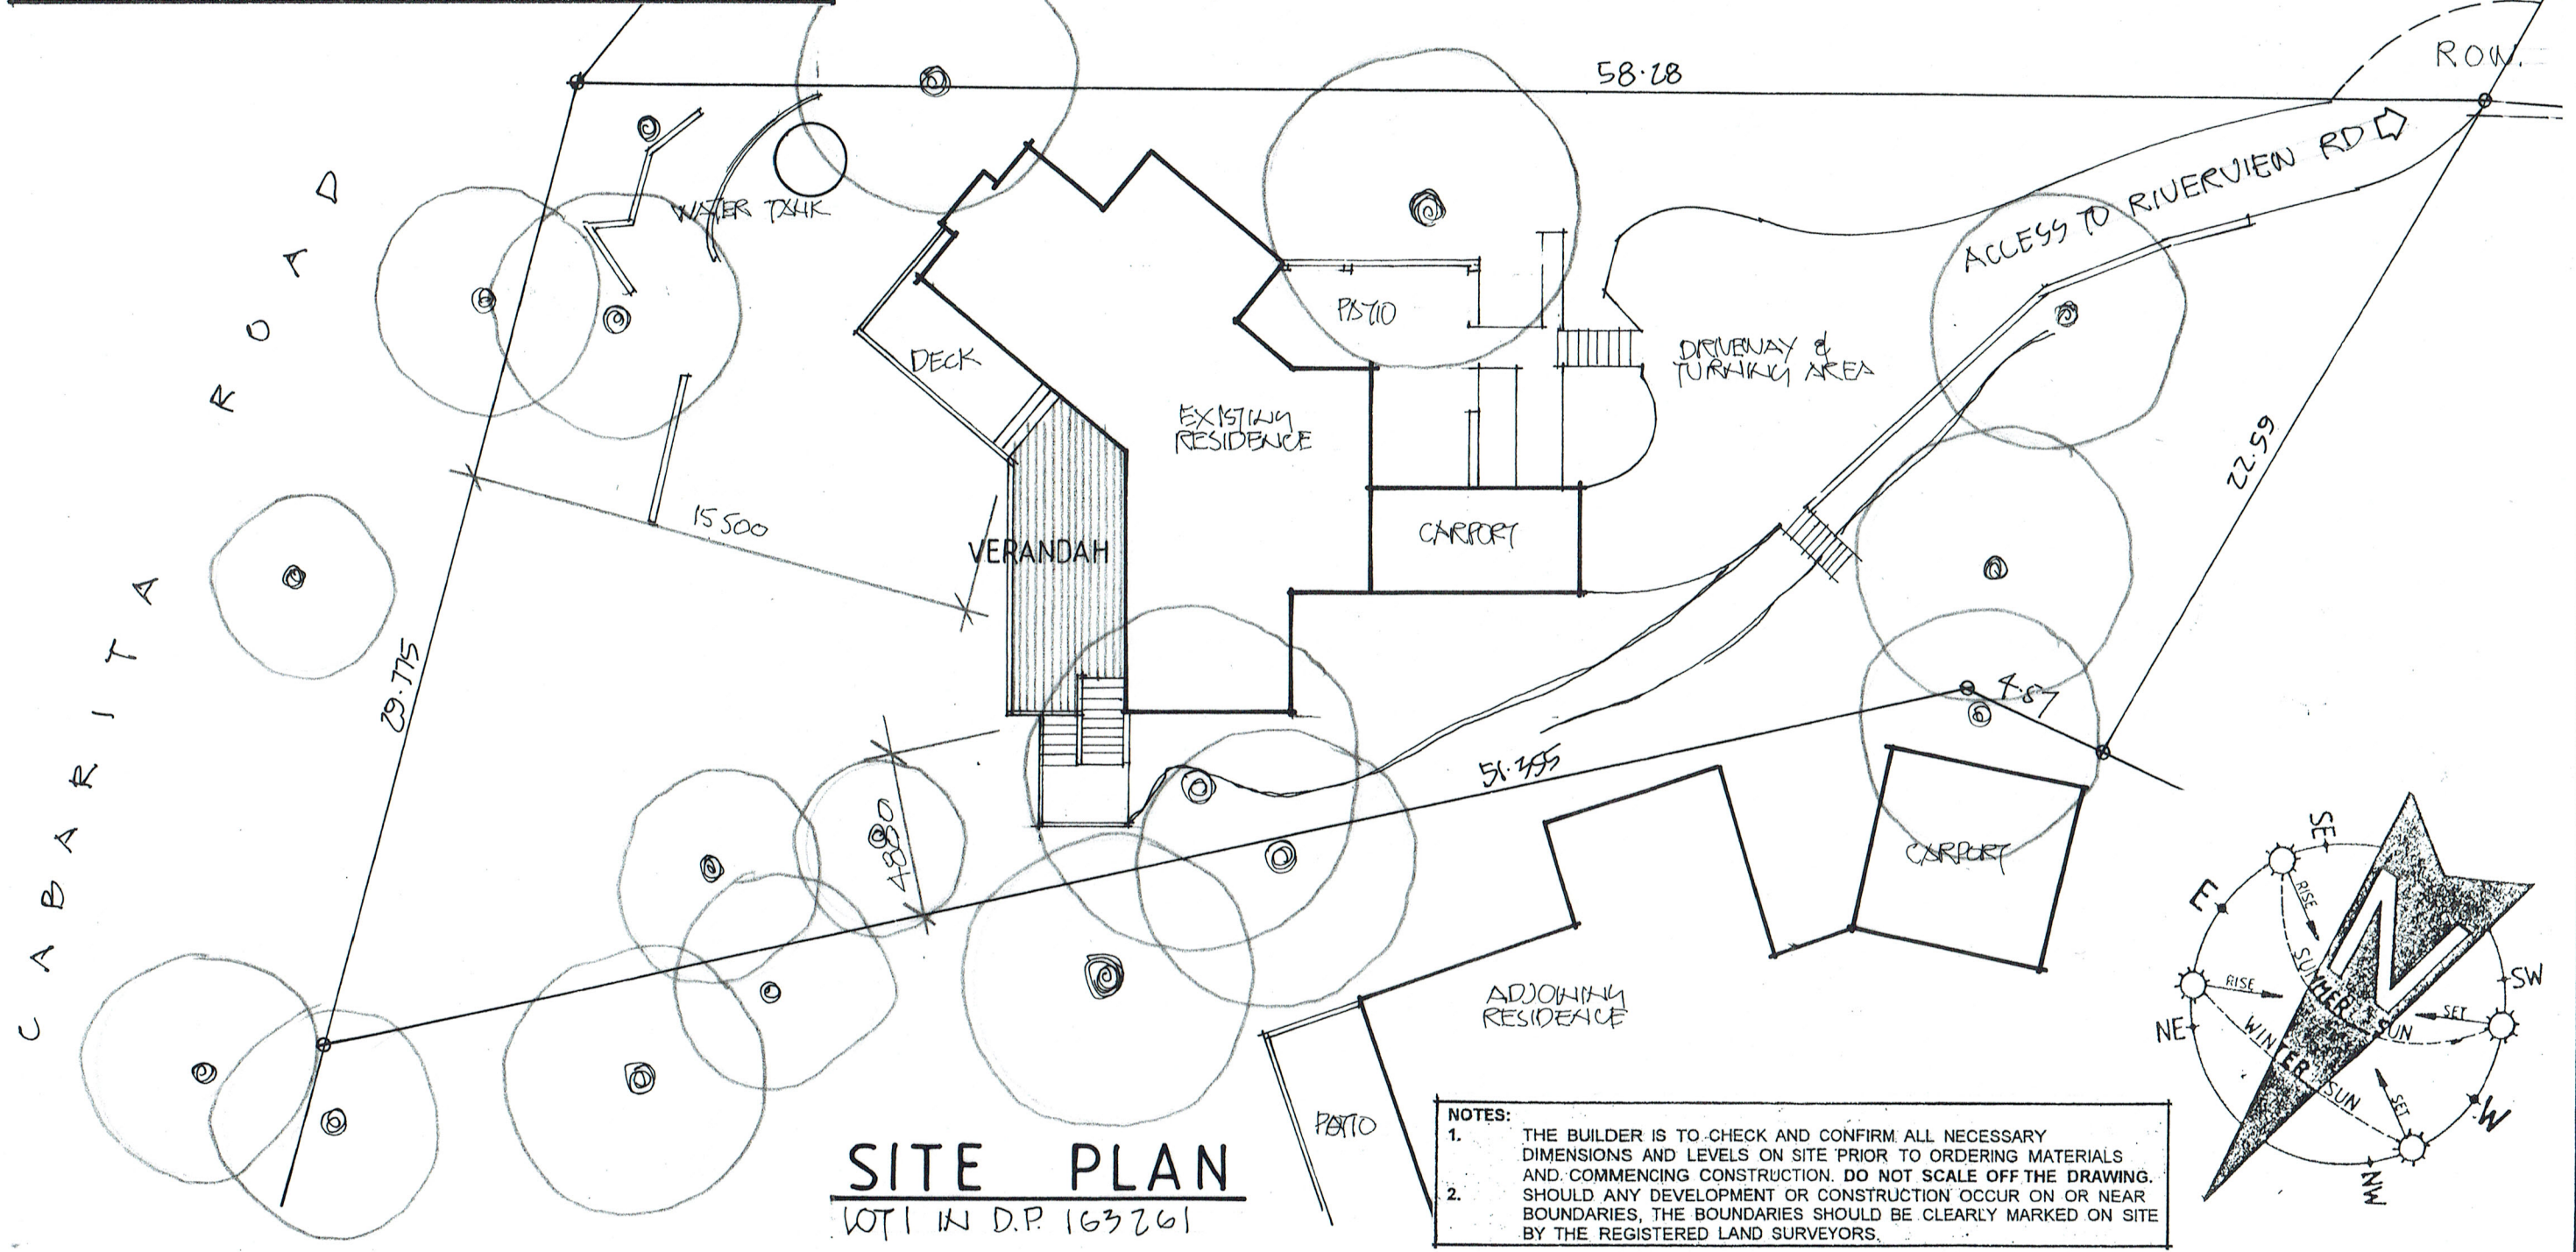 58·28
R.O.W.
ACCESS TO RIVERVIEW RD
WATER TANK
CABARITA ROAD
PATIO
DECK
DRIVEWAY &
TURNING AREA
EXISTING
RESIDENCE
22·59
15 500
CARPORT
VERANDAH
29·775
4·57
51·355
4880
CARPORT
ADJOINING
RESIDENCE
PATIO
SITE PLAN
LOT 1 IN D.P. 163261
NOTES:
1. THE BUILDER IS TO CHECK AND CONFIRM ALL NECESSARY
DIMENSIONS AND LEVELS ON SITE PRIOR TO ORDERING MATERIALS
AND COMMENCING CONSTRUCTION. DO NOT SCALE OFF THE DRAWING.
2. SHOULD ANY DEVELOPMENT OR CONSTRUCTION OCCUR ON OR NEAR
BOUNDARIES, THE BOUNDARIES SHOULD BE CLEARLY MARKED ON SITE
BY THE REGISTERED LAND SURVEYORS.
SE
E
RISE
SUMMER SUN
N
SW
RISE
SET
NE
WINTER SUN
SET
W
NW